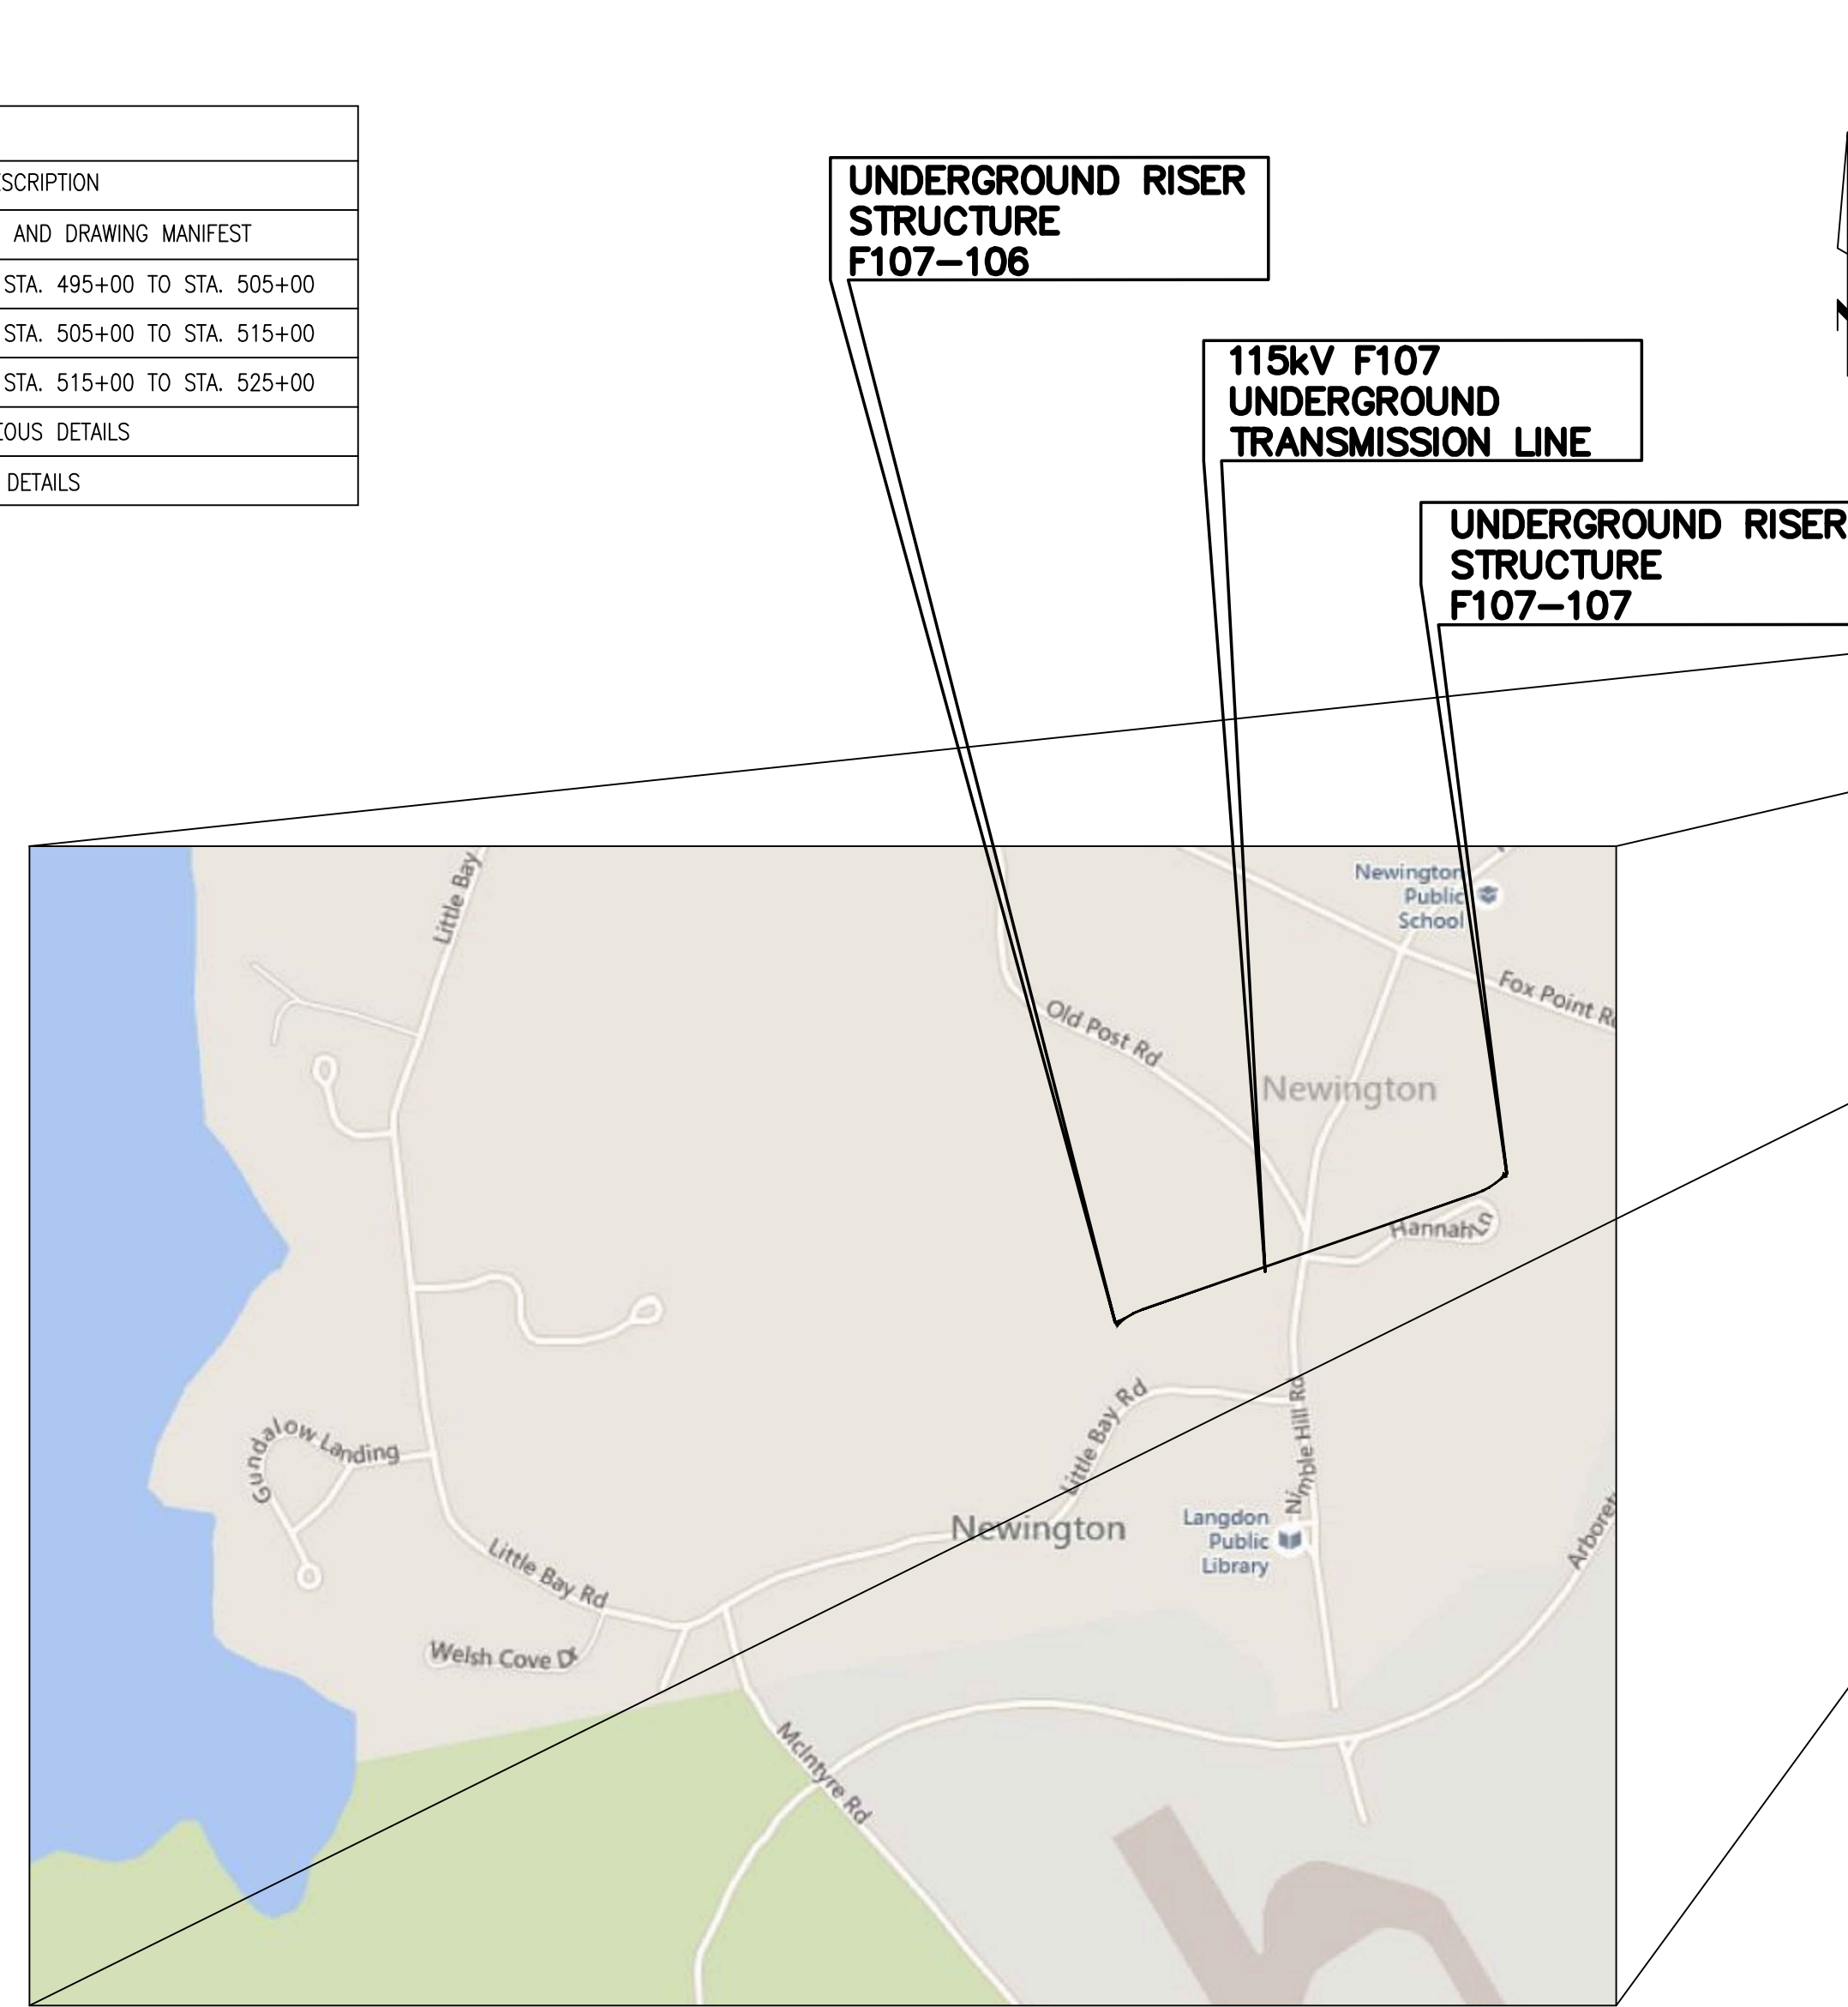 SCRIPTION
AND DRAWING MANIFEST
STA. 495+00 TO STA. 505+00
STA. 505+00 TO STA. 515+00
STA. 515+00 TO STA. 525+00
OUS DETAILS
DETAILS
UNDERGROUND RISER
STRUCTURE
F107-106
115kV F107
UNDERGROUND
TRANSMISSION LINE
UNDERGROUND RISER
STRUCTURE
F107-107
Little Bay
Newington
Public
School
Fox Point R
Old Post Rd
Newington
Hannah Ln
Gundalow Landing
Little Bay Rd
Nimble Hill Rd
Newington
Langdon
Public
Library
Arboret
Little Bay Rd
Welsh Cove Dr
McIntyre Rd